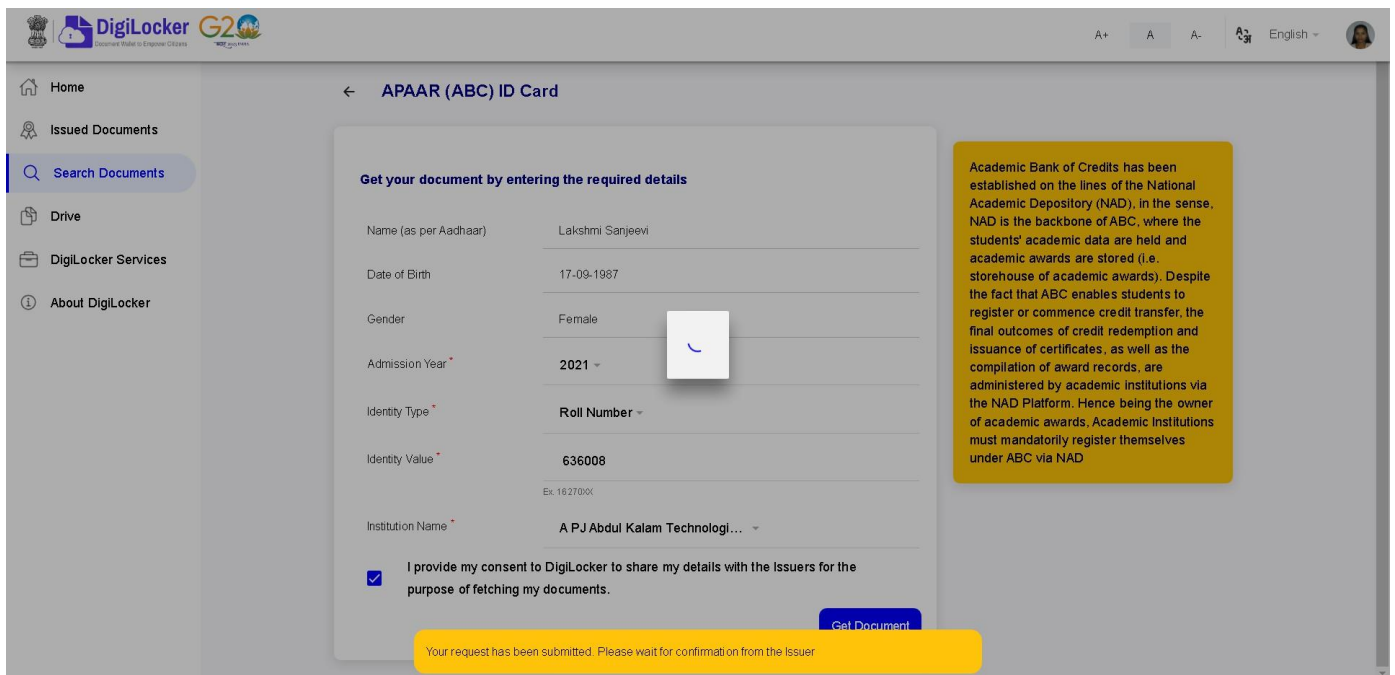 DigiLocker
Document Wallet to Empower Citizens
G20
A+ A A- English
Home
Issued Documents
Search Documents
Drive
DigiLocker Services
About DigiLocker
APAAR (ABC) ID Card
Get your document by entering the required details
Name (as per Aadhaar) Lakshmi Sanjeevi
Date of Birth 17-09-1987
Gender Female
Admission Year * 2021
Identity Type * Roll Number
Identity Value * 636008
Ex. 16270XX
Institution Name * A P J Abdul Kalam Technologi...
I provide my consent to DigiLocker to share my details with the Issuers for the
purpose of fetching my documents.
Get Document
Your request has been submitted. Please wait for confirmation from the Issuer
Academic Bank of Credits has been
established on the lines of the National
Academic Depository (NAD), in the sense,
NAD is the backbone of ABC, where the
students' academic data are held and
academic awards are stored (i.e.
storehouse of academic awards). Despite
the fact that ABC enables students to
register or commence credit transfer, the
final outcomes of credit redemption and
issuance of certificates, as well as the
compilation of award records, are
administered by academic institutions via
the NAD Platform. Hence being the owner
of academic awards, Academic Institutions
must mandatorily register themselves
under ABC via NAD